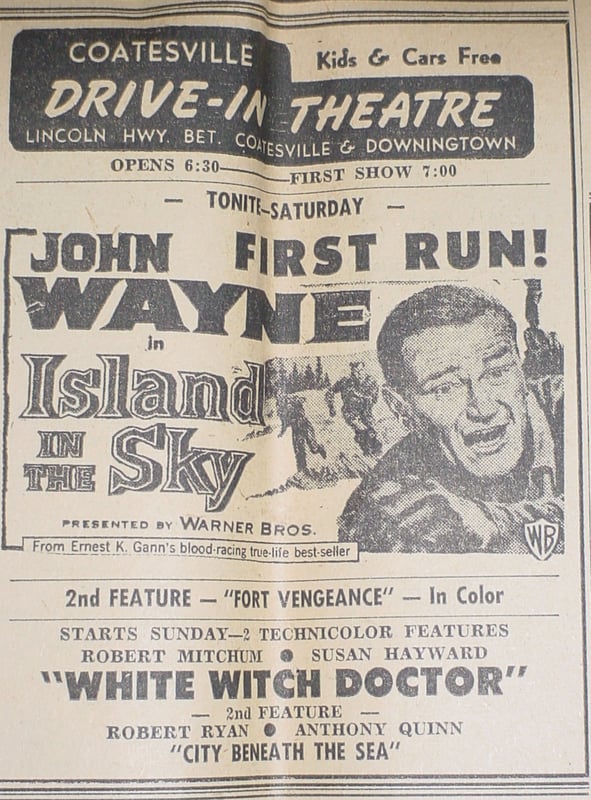 COATESVILLE
Kids & Cars Free
DRIVE-IN THEATRE
LINCOLN HWY. BET. COATESVILLE & DOWNINGTOWN
OPENS 6:30—FIRST SHOW 7:00
— TONITE—SATURDAY —
JOHN FIRST RUN!
WAYNE
in
Island
IN THE Sky
PRESENTED BY WARNER BROS.
From Ernest K. Gann's blood-racing true-life best-seller
WB
2nd FEATURE — "FORT VENGEANCE" — In Color
STARTS SUNDAY—2 TECHNICOLOR FEATURES
ROBERT MITCHUM ● SUSAN HAYWARD
"WHITE WITCH DOCTOR"
— 2nd FEATURE —
ROBERT RYAN ● ANTHONY QUINN
"CITY BENEATH THE SEA"